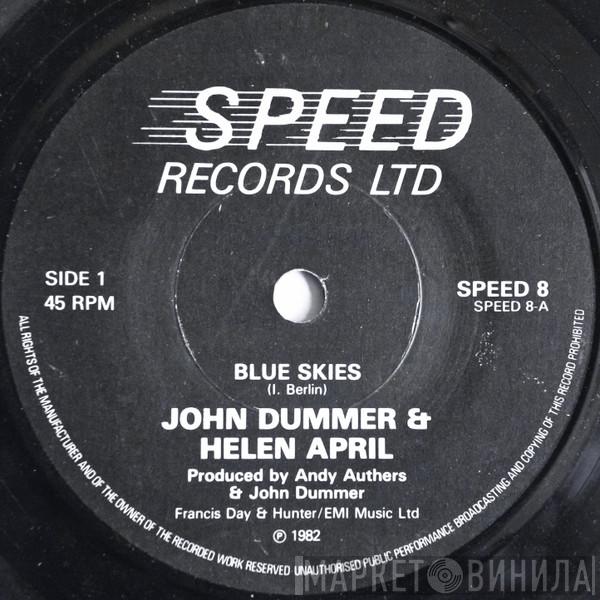 SPEED
RECORDS LTD
SIDE 1
45 RPM
SPEED 8
SPEED 8-A
BLUE SKIES
(I. Berlin)
JOHN DUMMER &
HELEN APRIL
Produced by Andy Authers
& John Dummer
Francis Day & Hunter/EMI Music Ltd
℗ 1982
ALL RIGHTS OF THE MANUFACTURER AND OF THE OWNER OF THE RECORDED WORK RESERVED UNAUTHORISED PUBLIC PERFORMANCE BROADCASTING AND COPYING OF THIS RECORD PROHIBITED
МАРКЕТ ВИНИЛА